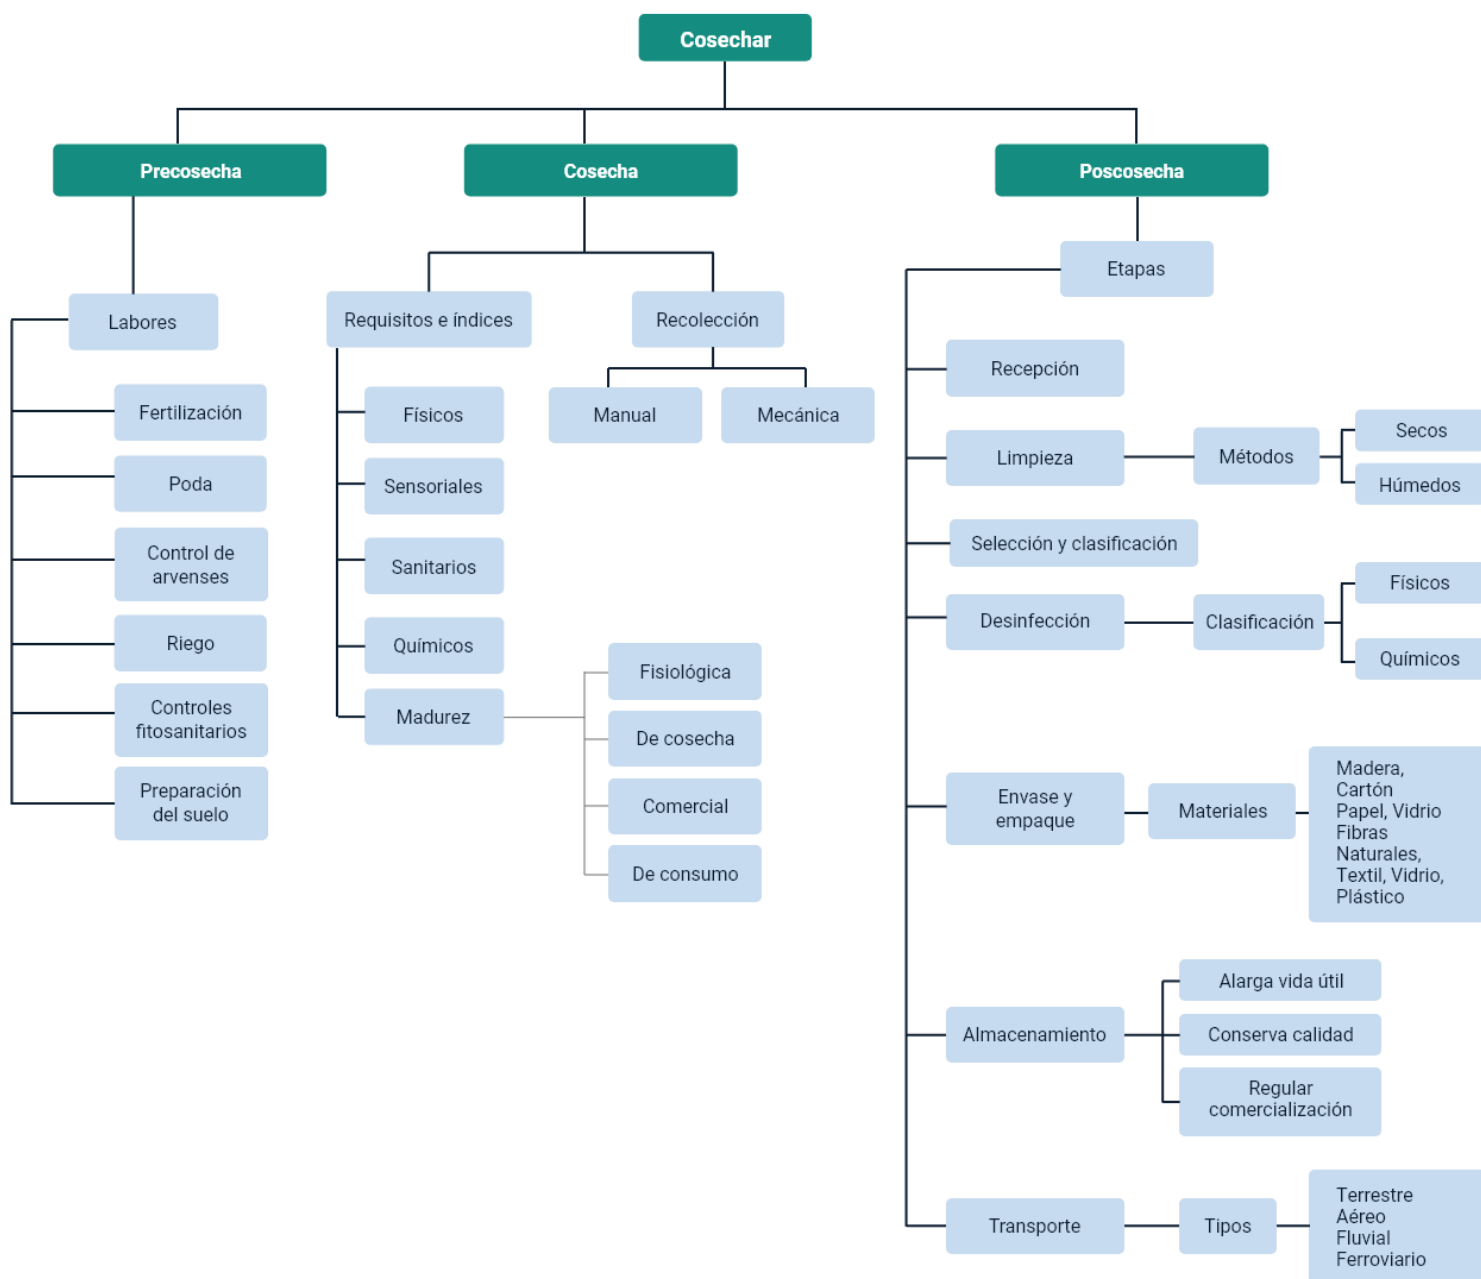 Cosechar
Precosecha
Labores
Fertilización
Poda
Control de
arvenses
Riego
Controles
fitosanitarios
Preparación
del suelo
Cosecha
Requisitos e índices
Físicos
Sensoriales
Sanitarios
Químicos
Madurez
Fisiológica
De cosecha
Comercial
De consumo
Recolección
Manual
Mecánica
Poscosecha
Etapas
Recepción
Limpieza
Métodos
Secos
Húmedos
Selección y clasificación
Desinfección
Clasificación
Físicos
Químicos
Envase y
empaque
Materiales
Madera,
Cartón
Papel, Vidrio
Fibras
Naturales,
Textil, Vidrio,
Plástico
Almacenamiento
Alarga vida útil
Conserva calidad
Regular
comercialización
Transporte
Tipos
Terrestre
Aéreo
Fluvial
Ferroviario